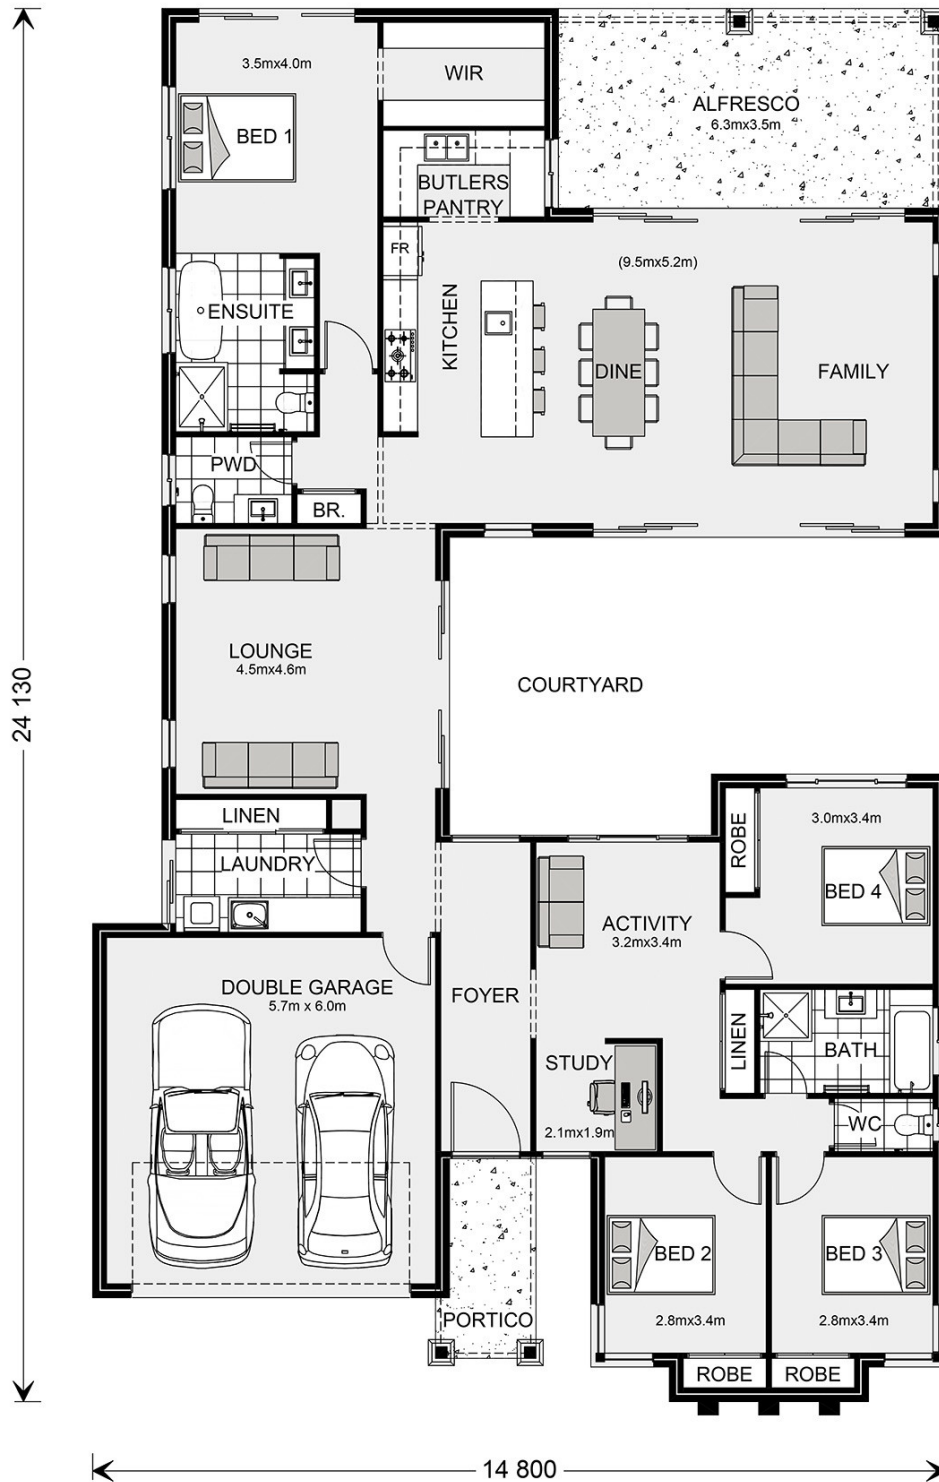 3.5mx4.0m
WIR
BED 1
ALFRESCO
6.3mx3.5m
BUTLERS
PANTRY
FR
(9.5mx5.2m)
ENSUITE
KITCHEN
DINE
FAMILY
PWD
BR.
LOUNGE
4.5mx4.6m
COURTYARD
24 130
LINEN
LAUNDRY
ROBE
3.0mx3.4m
BED 4
ACTIVITY
3.2mx3.4m
DOUBLE GARAGE
5.7m x 6.0m
FOYER
LINEN
BATH
STUDY
2.1mx1.9m
WC
BED 2
2.8mx3.4m
BED 3
2.8mx3.4m
PORTICO
ROBE
ROBE
14 800